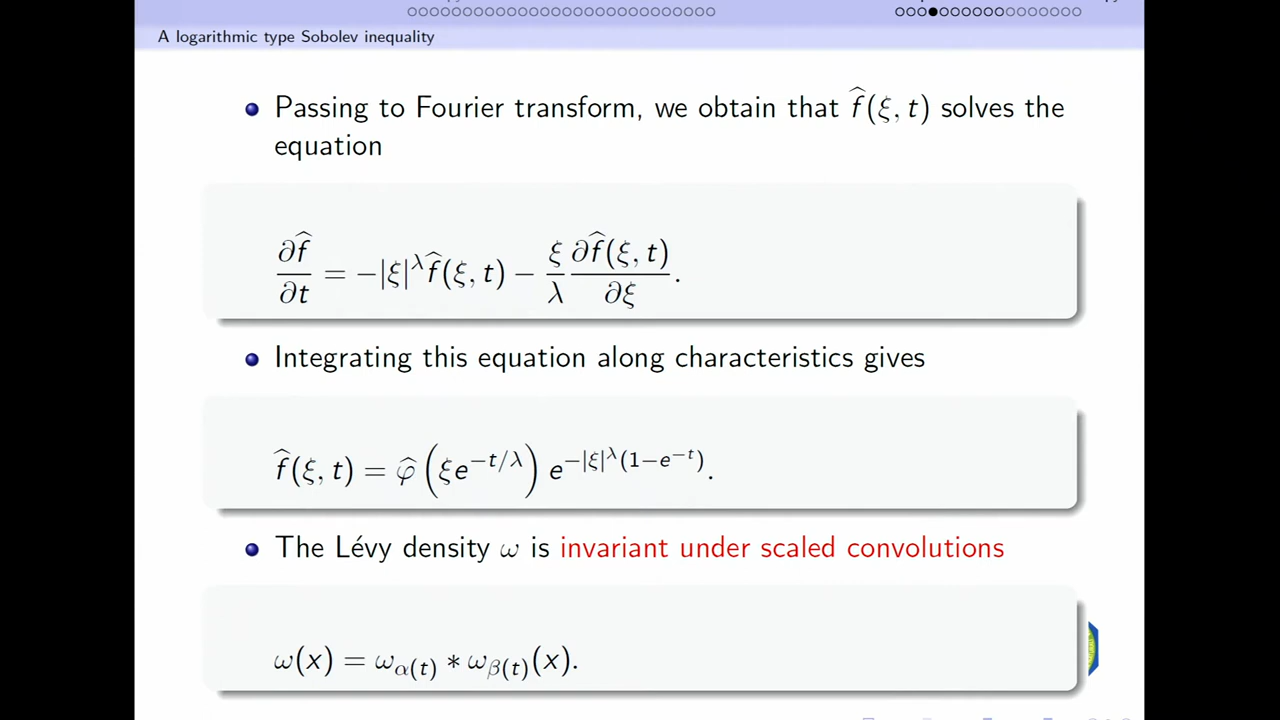 A logarithmic type Sobolev inequality
Passing to Fourier transform, we obtain that f̂(ξ, t) solves the
equation
∂f̂/∂t = −|ξ|^λ f̂(ξ, t) − ξ/λ ∂f̂(ξ, t)/∂ξ.
Integrating this equation along characteristics gives
f̂(ξ, t) = φ̂ (ξe^{−t/λ}) e^{−|ξ|^λ(1−e^{−t})}.
The Lévy density ω is invariant under scaled convolutions
ω(x) = ω_{α(t)} ∗ ω_{β(t)}(x).